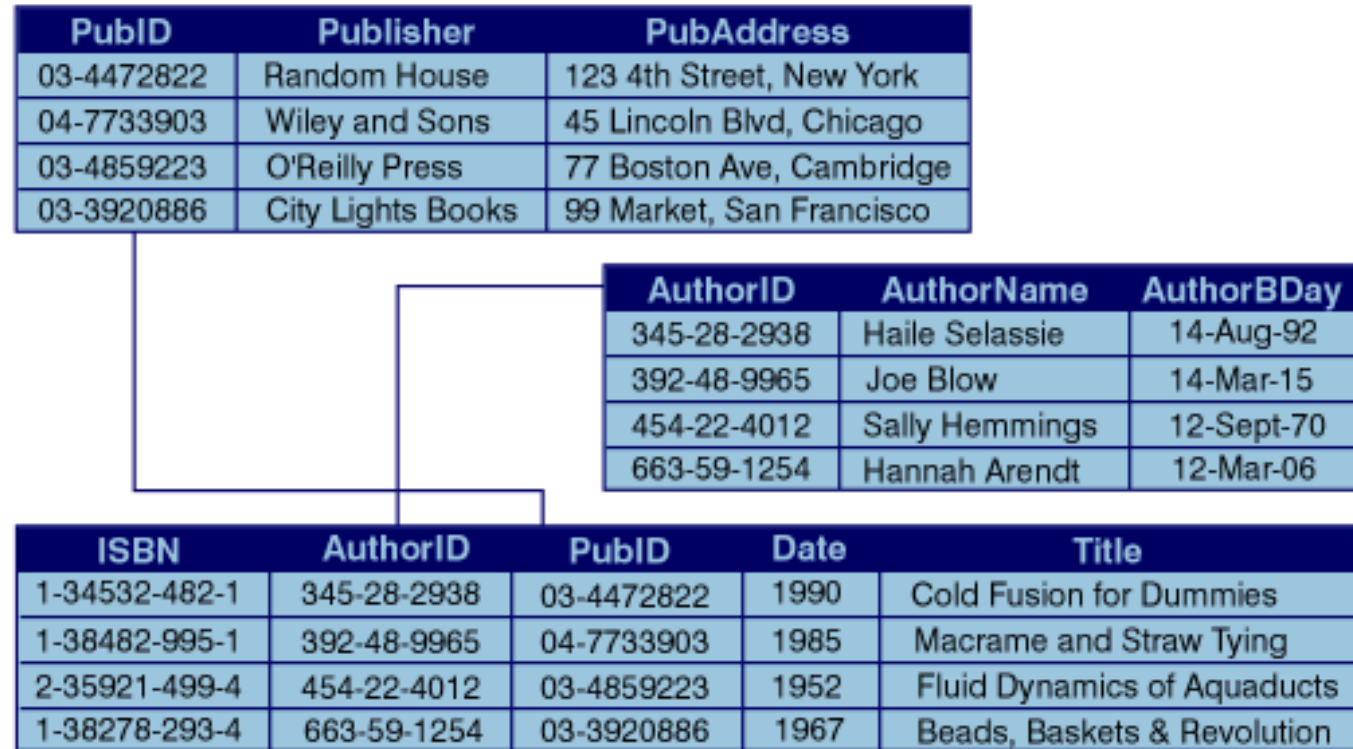 PubID Publisher PubAddress
03-4472822 Random House 123 4th Street, New York
04-7733903 Wiley and Sons 45 Lincoln Blvd, Chicago
03-4859223 O'Reilly Press 77 Boston Ave, Cambridge
03-3920886 City Lights Books 99 Market, San Francisco
AuthorID AuthorName AuthorBDay
345-28-2938 Haile Selassie 14-Aug-92
392-48-9965 Joe Blow 14-Mar-15
454-22-4012 Sally Hemmings 12-Sept-70
663-59-1254 Hannah Arendt 12-Mar-06
ISBN AuthorID PubID Date Title
1-34532-482-1 345-28-2938 03-4472822 1990 Cold Fusion for Dummies
1-38482-995-1 392-48-9965 04-7733903 1985 Macrame and Straw Tying
2-35921-499-4 454-22-4012 03-4859223 1952 Fluid Dynamics of Aquaducts
1-38278-293-4 663-59-1254 03-3920886 1967 Beads, Baskets & Revolution